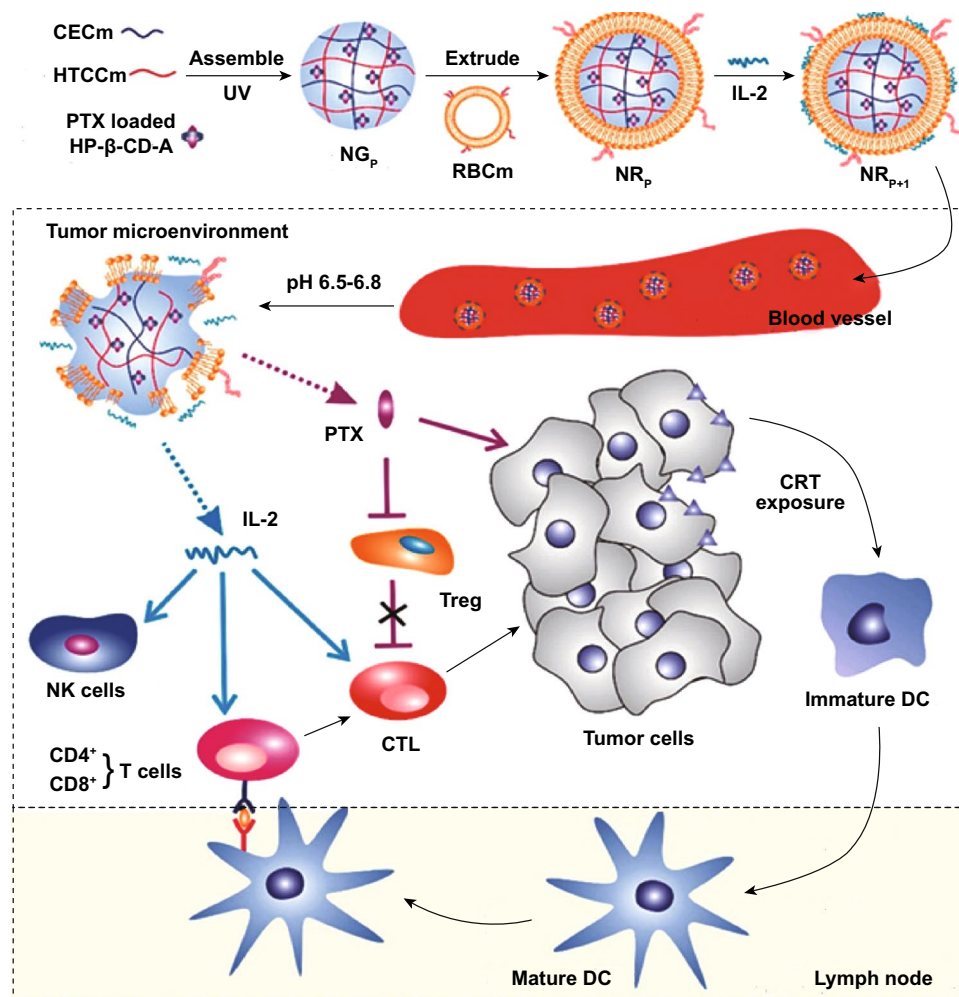 CECm
HTCCm
PTX loaded
HP-β-CD-A
Assemble
UV
NGP
Extrude
RBCm
NRP
IL-2
NRP+1
Tumor microenvironment
pH 6.5-6.8
Blood vessel
PTX
CRT
exposure
IL-2
Treg
NK cells
CTL
Tumor cells
Immature DC
CD4+
CD8+
} T cells
Mature DC
Lymph node